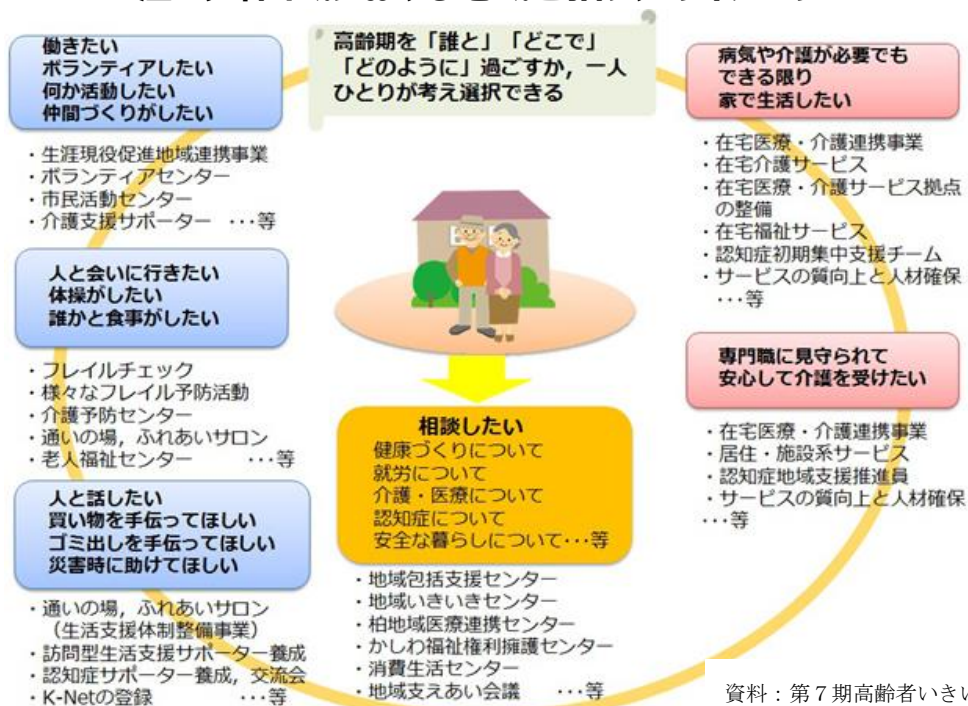 高齢期を「誰と」「どこで」
「どのように」過ごすか，一人
ひとりが考え選択できる
働きたい
ボランティアしたい
何か活動したい
仲間づくりがしたい
・生涯現役促進地域連携事業
・ボランティアセンター
・市民活動センター
・介護支援サポーター ･･･等
人と会いに行きたい
体操がしたい
誰かと食事がしたい
・フレイルチェック
・様々なフレイル予防活動
・介護予防センター
・通いの場，ふれあいサロン
・老人福祉センター ･･･等
人と話したい
買い物を手伝ってほしい
ゴミ出しを手伝ってほしい
災害時に助けてほしい
・通いの場，ふれあいサロン
（生活支援体制整備事業）
・訪問型生活支援サポーター養成
・認知症サポーター養成，交流会
・K-Netの登録 ･･･等
相談したい
健康づくりについて
就労について
介護・医療について
認知症について
安全な暮らしについて･･･等
・地域包括支援センター
・地域いきいきセンター
・柏地域医療連携センター
・かしわ福祉権利擁護センター
・消費生活センター
・地域支えあい会議 ･･･等
病気や介護が必要でも
できる限り
家で生活したい
・在宅医療・介護連携事業
・在宅介護サービス
・在宅医療・介護サービス拠点
の整備
・在宅福祉サービス
・認知症初期集中支援チーム
・サービスの質向上と人材確保
･･･等
専門職に見守られて
安心して介護を受けたい
・在宅医療・介護連携事業
・居住・施設系サービス
・認知症地域支援推進員
・サービスの質向上と人材確保
･･･等
資料：第７期高齢者いきい